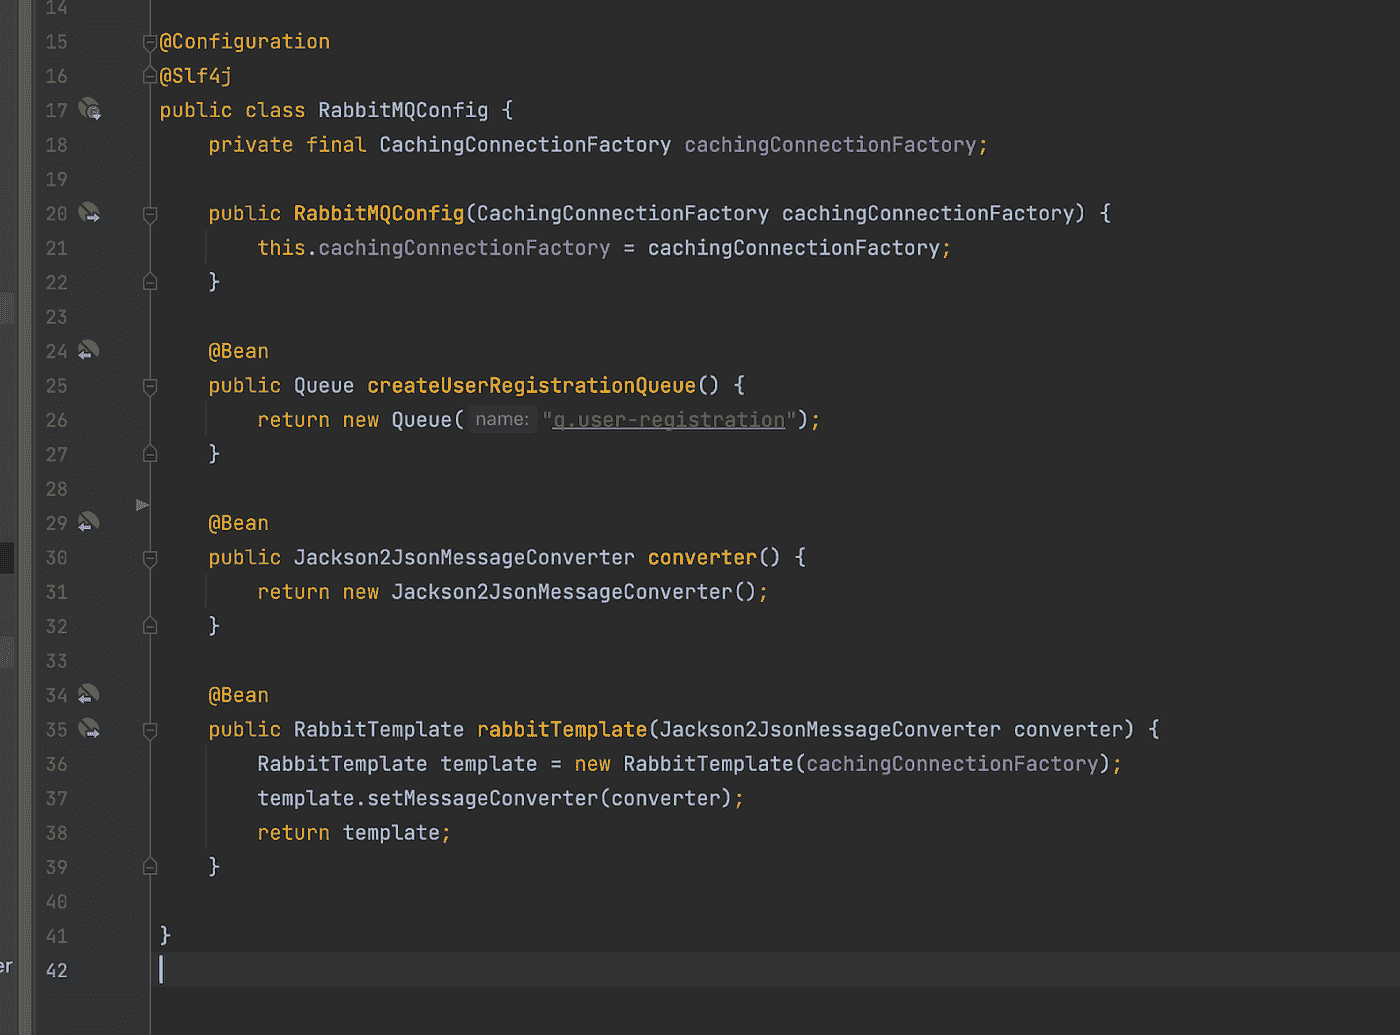 14
15 @Configuration
16 @Slf4j
17 public class RabbitMQConfig {
18     private final CachingConnectionFactory cachingConnectionFactory;
19
20     public RabbitMQConfig(CachingConnectionFactory cachingConnectionFactory) {
21         this.cachingConnectionFactory = cachingConnectionFactory;
22     }
23
24     @Bean
25     public Queue createUserRegistrationQueue() {
26         return new Queue( name: "q.user-registration");
27     }
28
29     @Bean
30     public Jackson2JsonMessageConverter converter() {
31         return new Jackson2JsonMessageConverter();
32     }
33
34     @Bean
35     public RabbitTemplate rabbitTemplate(Jackson2JsonMessageConverter converter) {
36         RabbitTemplate template = new RabbitTemplate(cachingConnectionFactory);
37         template.setMessageConverter(converter);
38         return template;
39     }
40
41 }
er 42